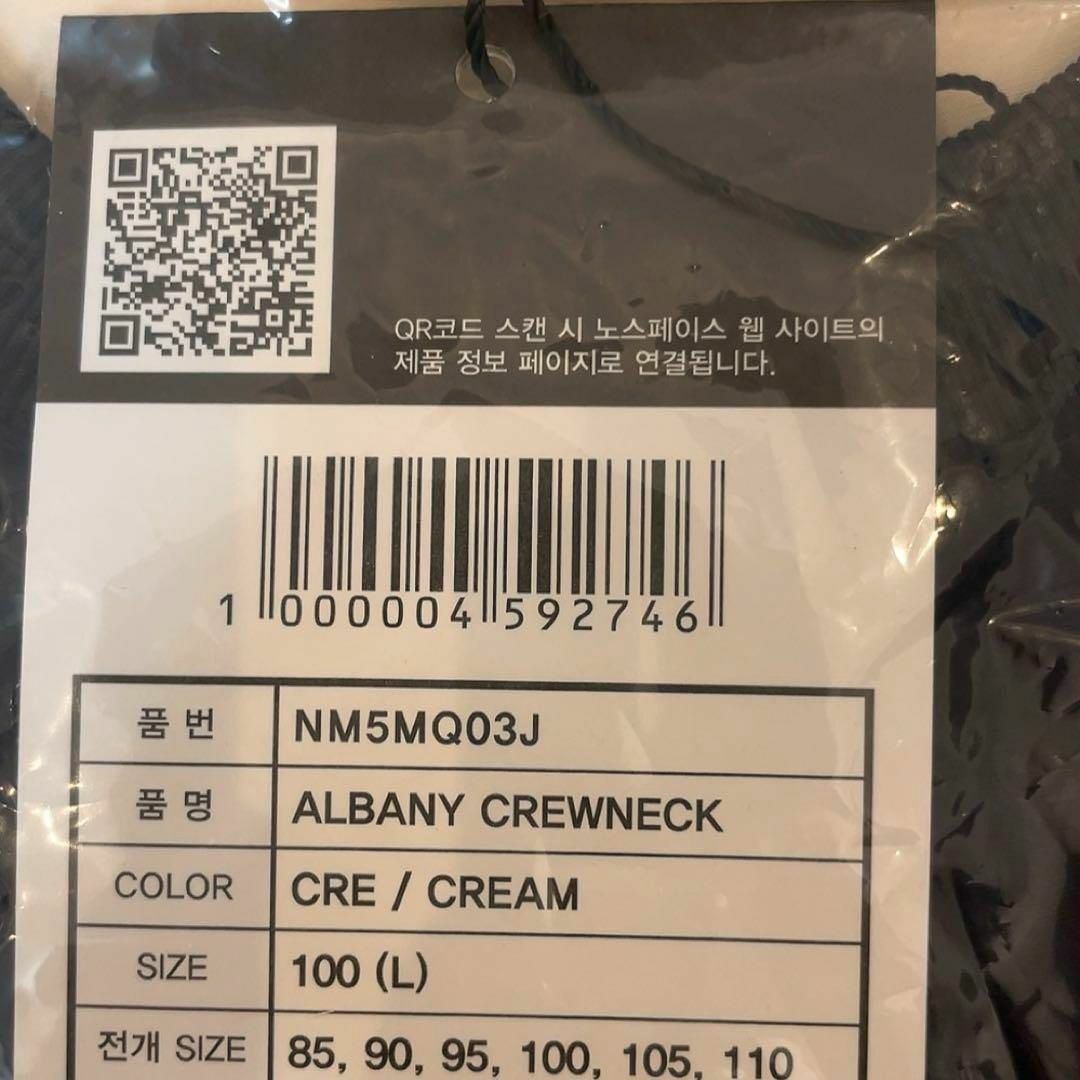 QR코드 스캔 시 노스페이스 웹 사이트의
제품 정보 페이지로 연결됩니다.
1 000004 592746
품 번 NM5MQ03J
품 명 ALBANY CREWNECK
COLOR CRE / CREAM
SIZE 100 (L)
전개 SIZE 85, 90, 95, 100, 105, 110